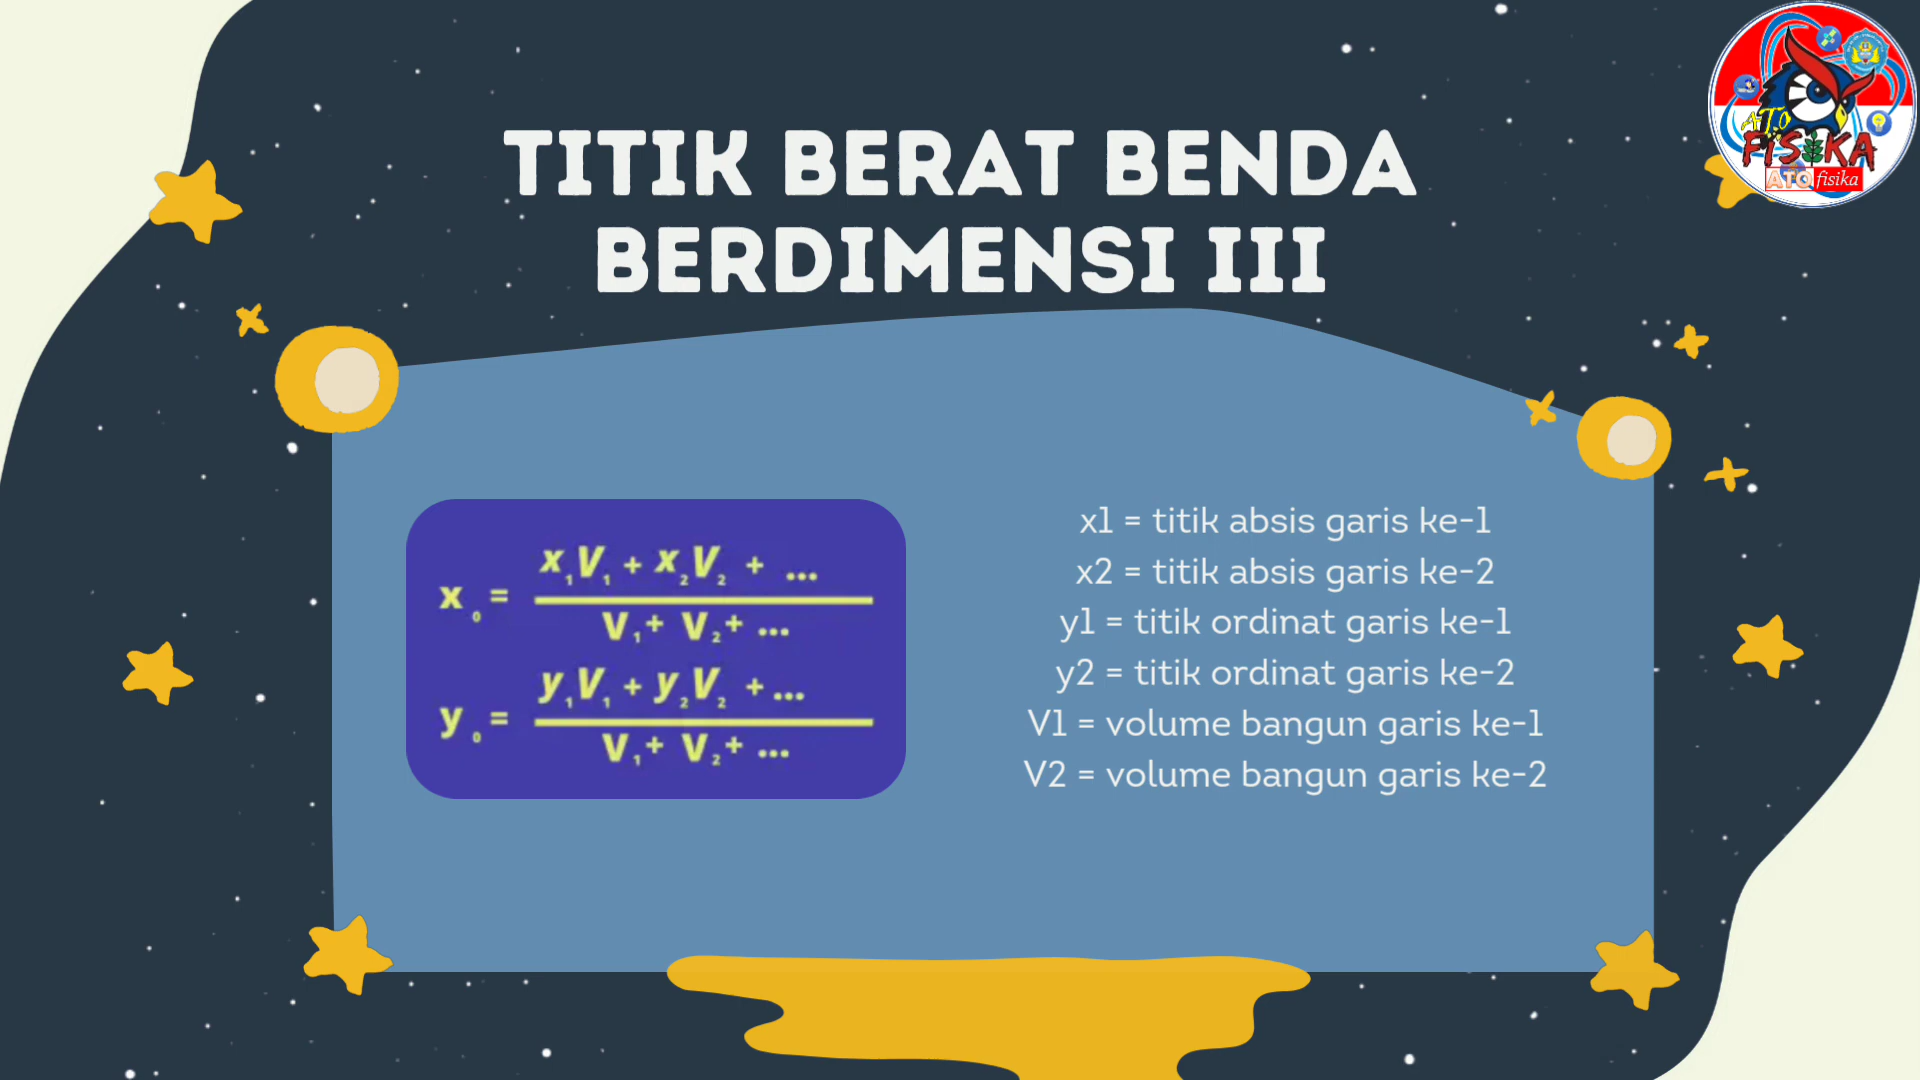 TITIK BERAT BENDA
BERDIMENSI III
x₀ = x₁V₁ + x₂V₂ + ...
V₁ + V₂ + ...
y₀ = y₁V₁ + y₂V₂ + ...
V₁ + V₂ + ...
x1 = titik absis garis ke-1
x2 = titik absis garis ke-2
y1 = titik ordinat garis ke-1
y2 = titik ordinat garis ke-2
V1 = volume bangun garis ke-1
V2 = volume bangun garis ke-2
ATO
FISIKA
ATO fisika